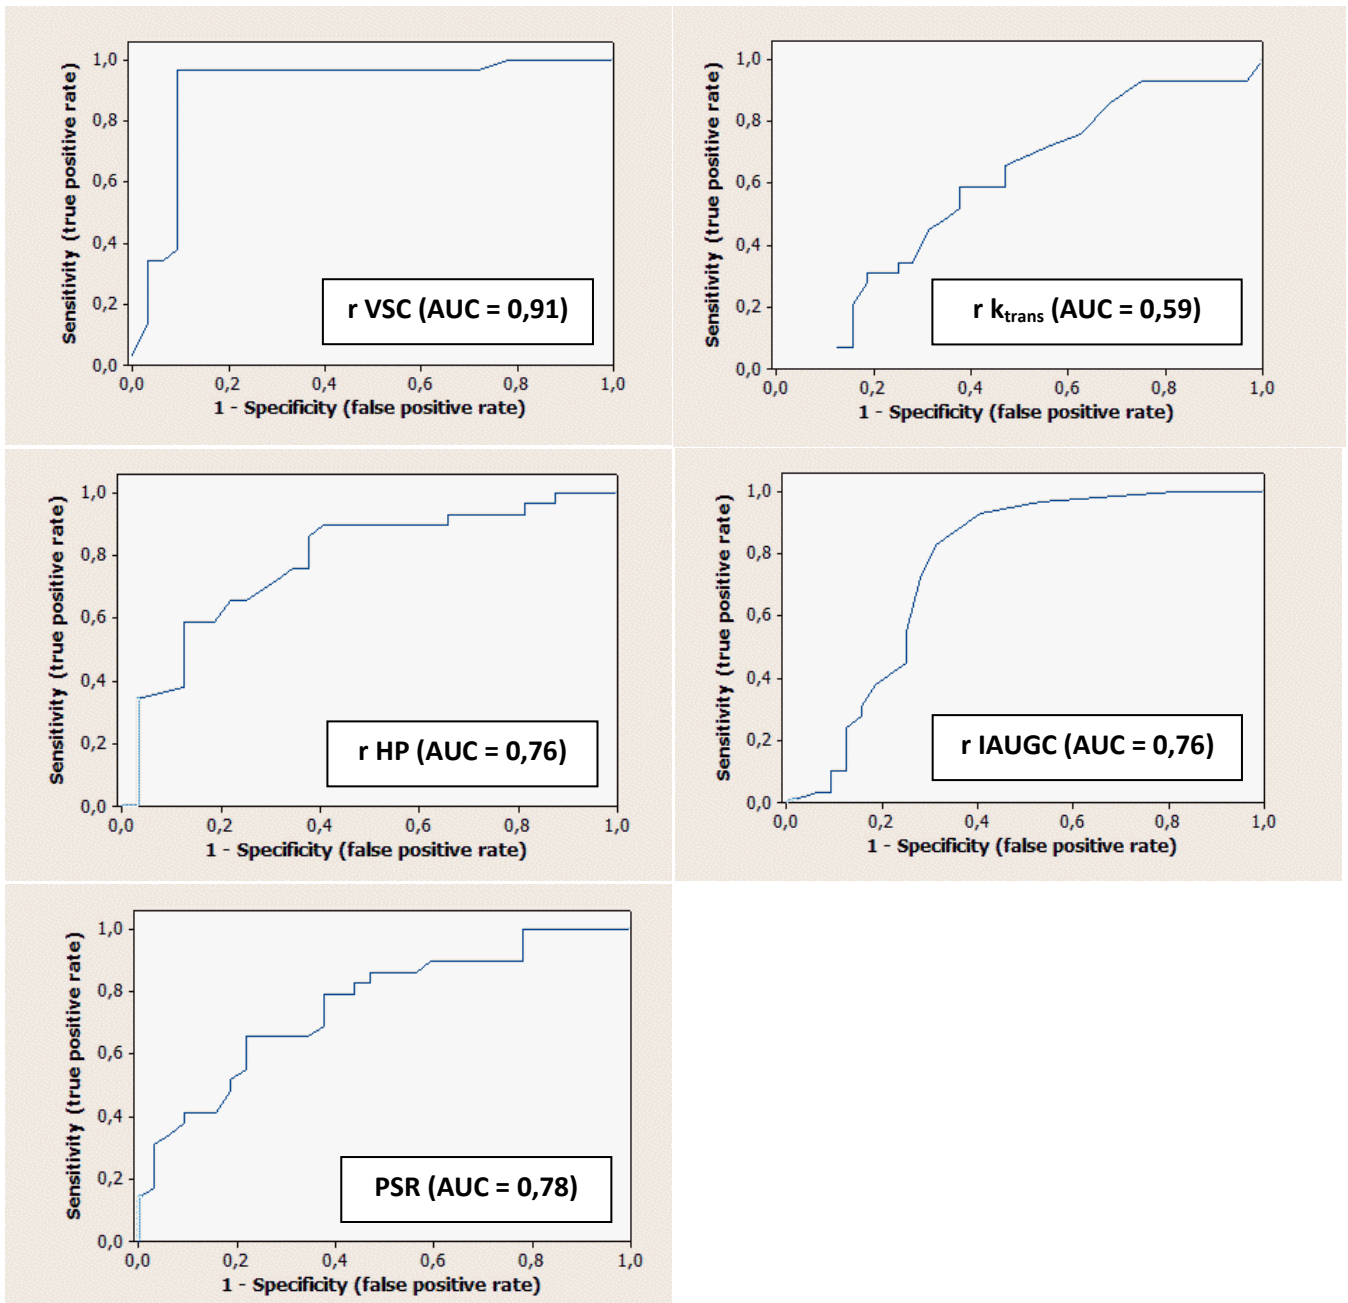 Sensitivity (true positive rate)
1,0
0,8
0,6
0,4
0,2
0,0
r VSC (AUC = 0,91)
0,0 0,2 0,4 0,6 0,8 1,0
1 - Specificity (false positive rate)
Sensitivity (true positive rate)
1,0
0,8
0,6
0,4
0,2
0,0
r ktrans (AUC = 0,59)
0,0 0,2 0,4 0,6 0,8 1,0
1 - Specificity (false positive rate)
Sensitivity (true positive rate)
1,0
0,8
0,6
0,4
0,2
0,0
r HP (AUC = 0,76)
0,0 0,2 0,4 0,6 0,8 1,0
1 - Specificity (false positive rate)
Sensitivity (true positive rate)
1,0
0,8
0,6
0,4
0,2
0,0
r IAUGC (AUC = 0,76)
0,0 0,2 0,4 0,6 0,8 1,0
1 - Specificity (false positive rate)
Sensitivity (true positive rate)
1,0
0,8
0,6
0,4
0,2
0,0
PSR (AUC = 0,78)
0,0 0,2 0,4 0,6 0,8 1,0
1 - Specificity (false positive rate)